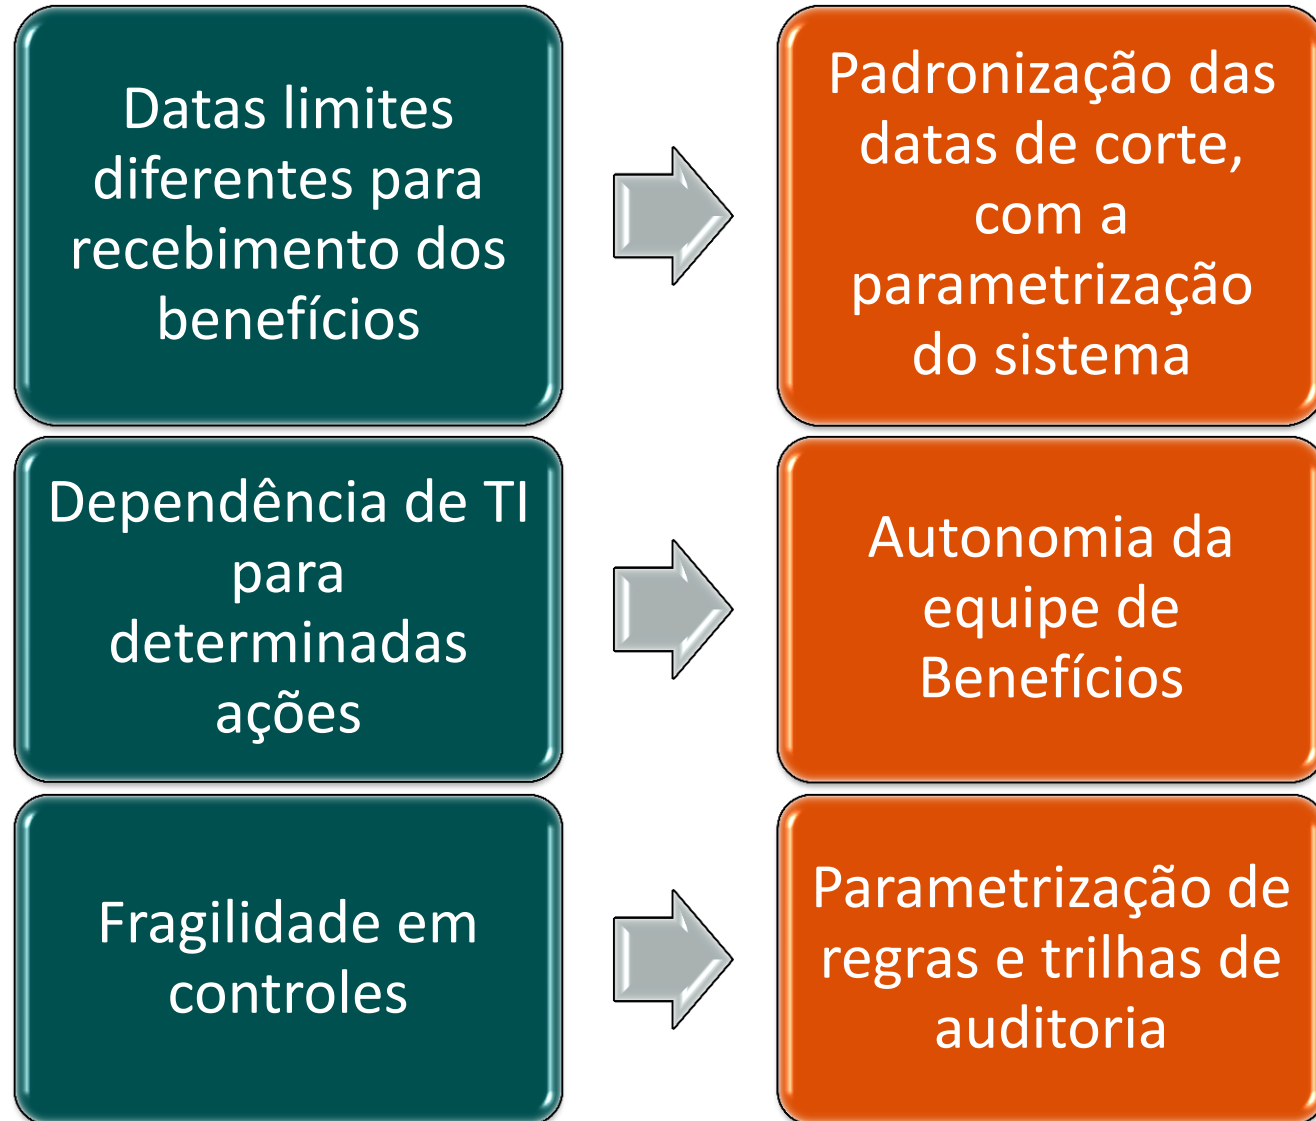 Datas limites
diferentes para
recebimento dos
benefícios
Padronização das
datas de corte,
com a
parametrização
do sistema
Dependência de TI
para
determinadas
ações
Autonomia da
equipe de
Benefícios
Fragilidade em
controles
Parametrização de
regras e trilhas de
auditoria